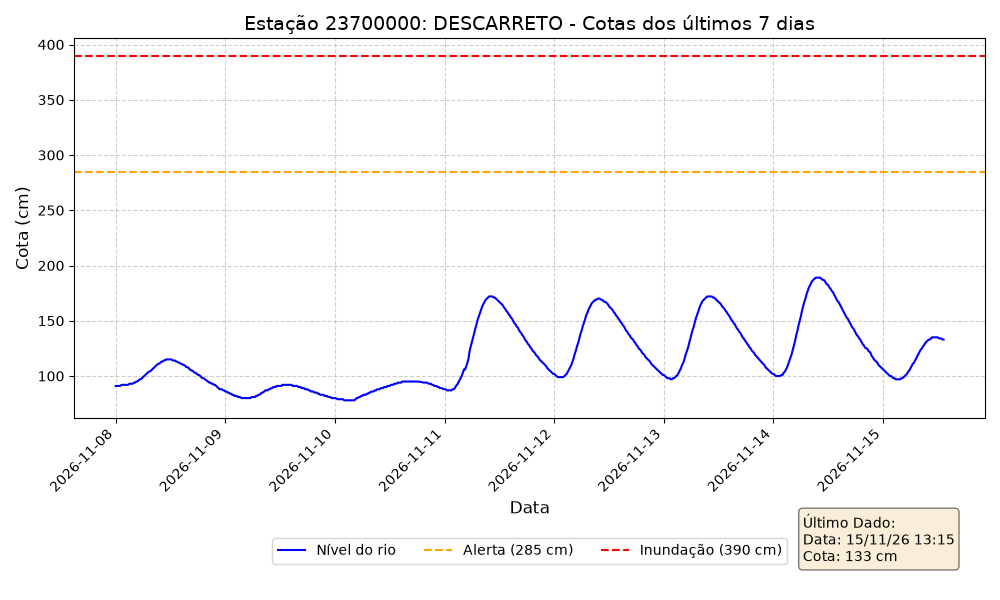 Estação 23700000: DESCARRETO - Cotas dos últimos 7 dias
Cota (cm)
400
350
300
250
200
150
100
2026-11-08
2026-11-09
2026-11-10
2026-11-11
2026-11-12
2026-11-13
2026-11-14
2026-11-15
Data
Nível do rio
Alerta (285 cm)
Inundação (390 cm)
Último Dado:
Data: 15/11/26 13:15
Cota: 133 cm